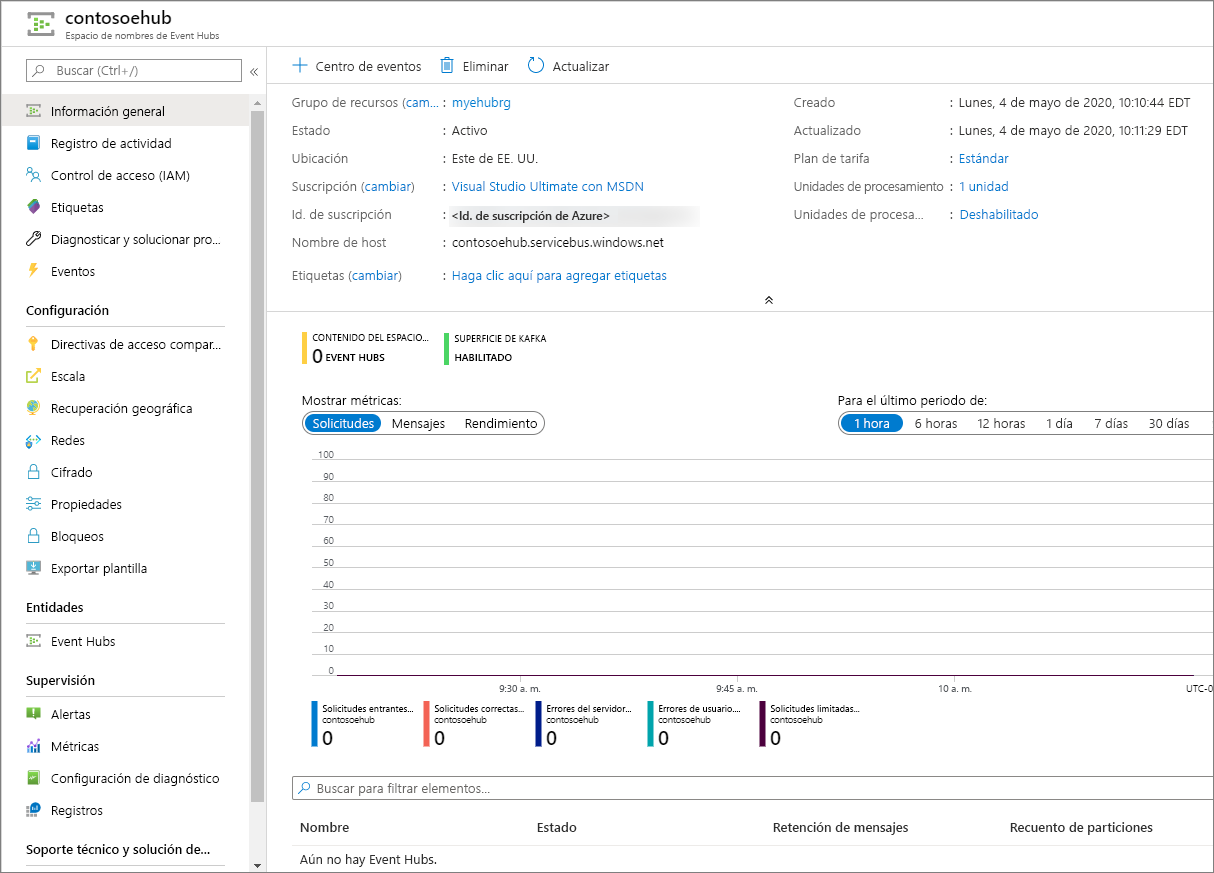 contosoehub
Espacio de nombres de Event Hubs
Buscar (Ctrl+/)
«
Información general
Registro de actividad
Control de acceso (IAM)
Etiquetas
Diagnosticar y solucionar pro...
Eventos
Configuración
Directivas de acceso compar...
Escala
Recuperación geográfica
Redes
Cifrado
Propiedades
Bloqueos
Exportar plantilla
Entidades
Event Hubs
Supervisión
Alertas
Métricas
Configuración de diagnóstico
Registros
Soporte técnico y solución de...
Centro de eventos Eliminar Actualizar
Grupo de recursos (cam... : myehubrg
Estado : Activo
Ubicación : Este de EE. UU.
Suscripción (cambiar) : Visual Studio Ultimate con MSDN
Id. de suscripción : <Id. de suscripción de Azure>
Nombre de host : contosoehub.servicebus.windows.net
Etiquetas (cambiar) : Haga clic aquí para agregar etiquetas
Creado : Lunes, 4 de mayo de 2020, 10:10:44 EDT
Actualizado : Lunes, 4 de mayo de 2020, 10:11:29 EDT
Plan de tarifa : Estándar
Unidades de procesamiento : 1 unidad
Unidades de procesa... : Deshabilitado
CONTENIDO DEL ESPACIO...
0 EVENT HUBS
SUPERFICIE DE KAFKA
HABILITADO
Mostrar métricas:
Solicitudes Mensajes Rendimiento
Para el último periodo de:
1 hora 6 horas 12 horas 1 día 7 días 30 días
100
90
80
70
60
50
40
30
20
10
0
9:30 a. m. 9:45 a. m. 10 a. m. UTC-0
Solicitudes entrantes...
contosoehub
0
Solicitudes correctas...
contosoehub
0
Errores del servidor...
contosoehub
0
Errores de usuario....
contosoehub
0
Solicitudes limitadas...
contosoehub
0
Buscar para filtrar elementos...
Nombre Estado Retención de mensajes Recuento de particiones
Aún no hay Event Hubs.